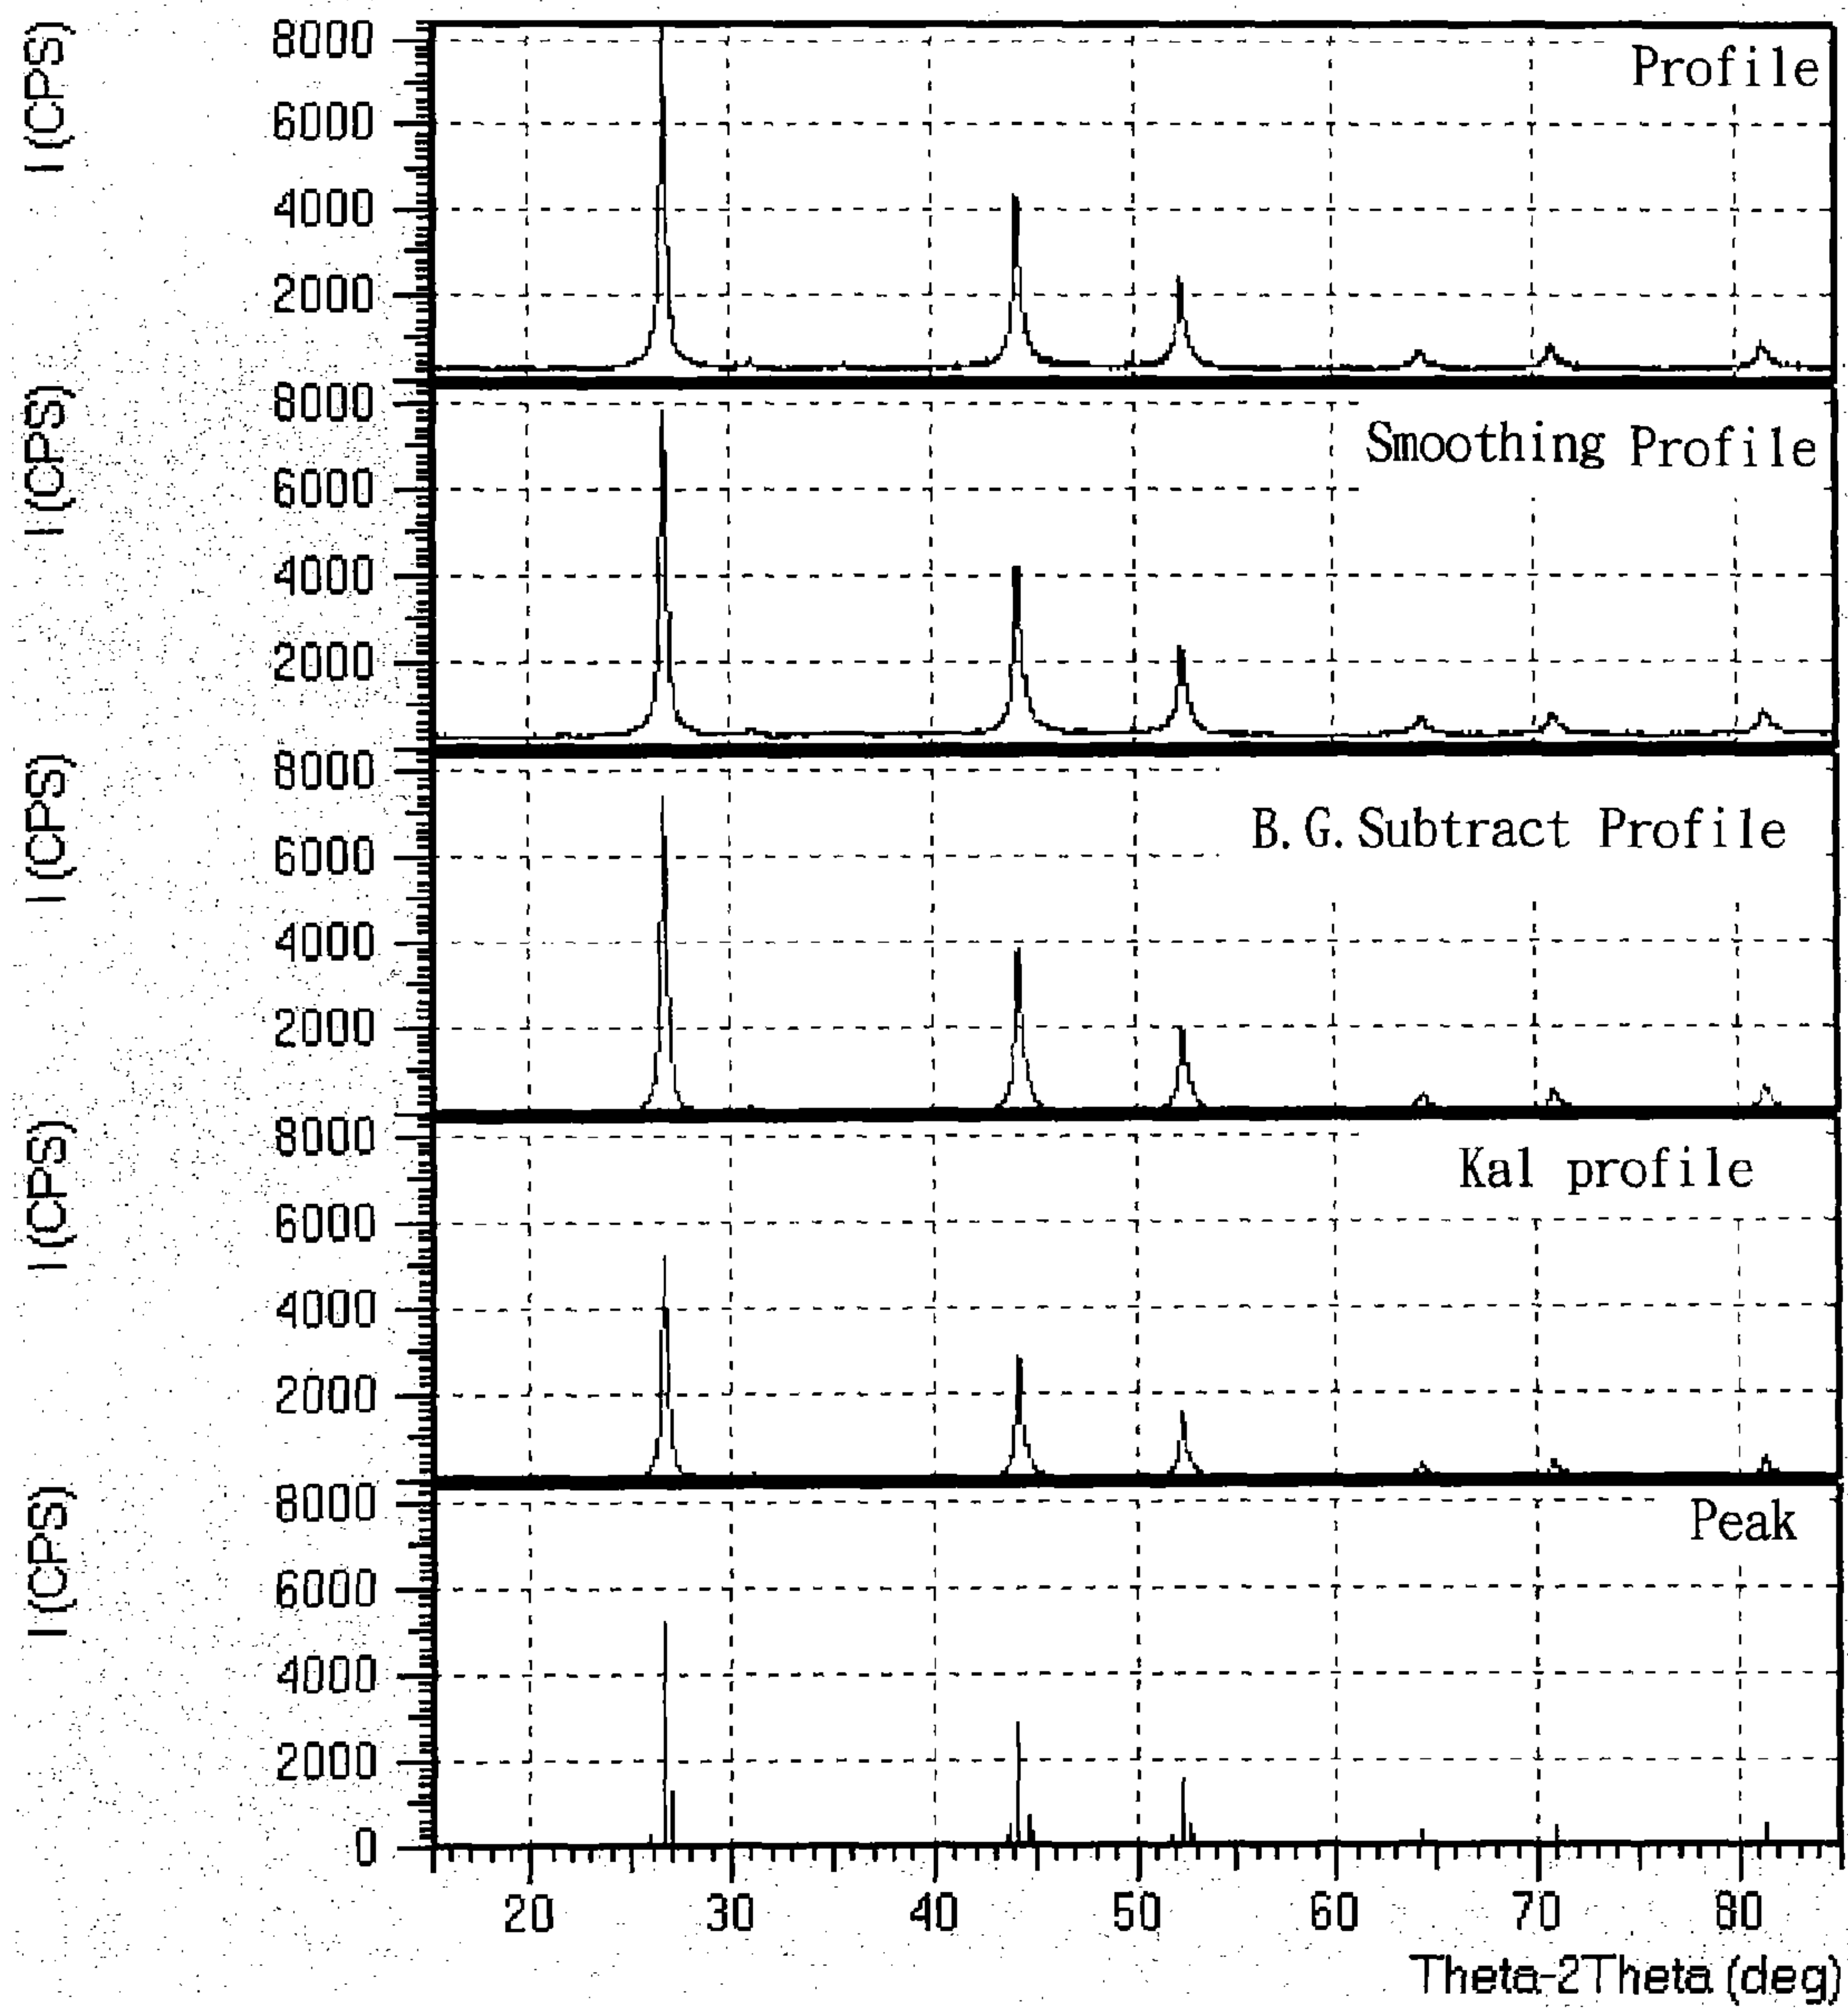 I (CPS)
8000
Profile
6000
4000
2000
I (CPS)
8000
Smoothing Profile
6000
4000
2000
I (CPS)
8000
B.G.Subtract Profile
6000
4000
2000
I (CPS)
8000
Kal profile
6000
4000
2000
I (CPS)
8000
Peak
6000
4000
2000
0
20 30 40 50 60 70 80
Theta-2Theta (deg)